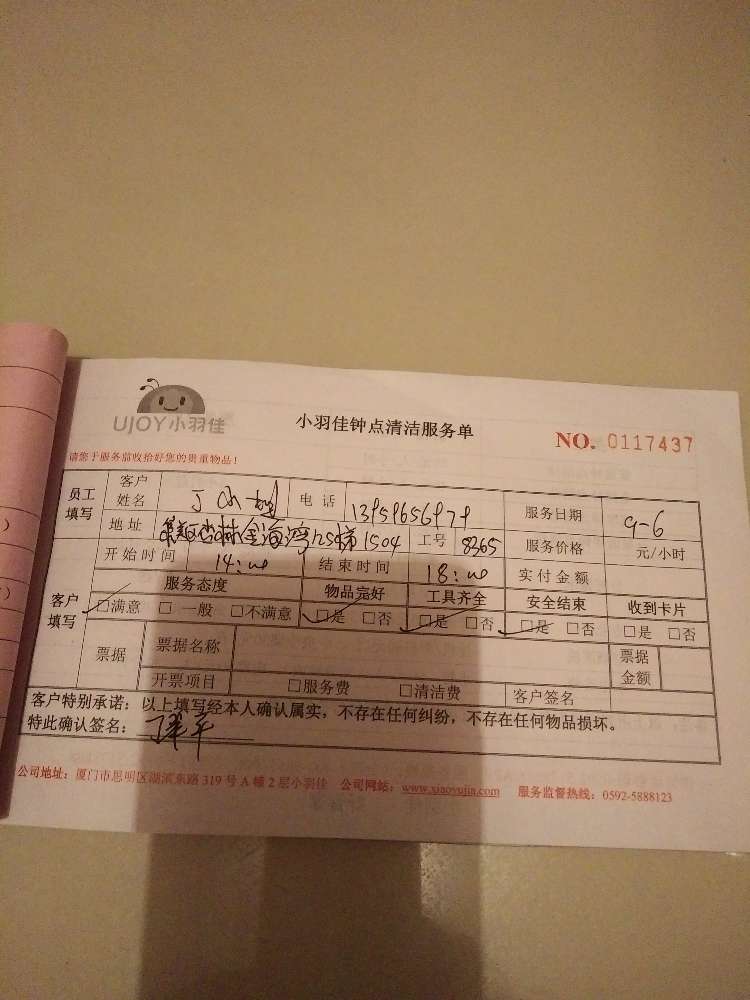 UJOY小羽佳
小羽佳钟点清洁服务单
NO. 0117437
请您于服务前收拾好您的贵重物品！
员工填写 客户姓名 丁小 电话 服务日期 9-6
地址 杏林金海湾 1504 工号 8365 服务价格 元/小时
开始时间 14:00 结束时间 18:00 实付金额
客户填写 服务态度 物品完好 工具齐全 安全结束 收到卡片
□满意 □一般 □不满意 □是 □否 □是 □否 □是 □否 □是 □否
票据 票据名称 票据金额
开票项目 □服务费 □清洁费 客户签名
客户特别承诺：以上填写经本人确认属实，不存在任何纠纷，不存在任何物品损坏。
特此确认签名：
公司地址：厦门市思明区湖滨东路 319 号 A 幢 2 层小羽佳 公司网站：www.xiaoyujia.com 服务监督热线：0592-5888123